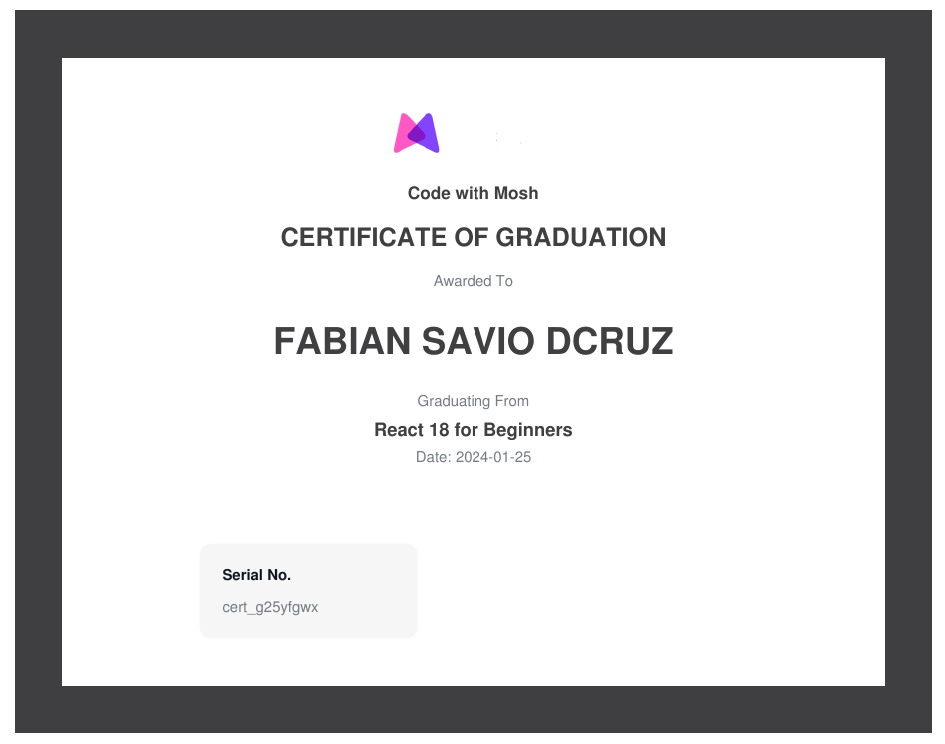 Code with Mosh
CERTIFICATE OF GRADUATION
Awarded To
FABIAN SAVIO DCRUZ
Graduating From
React 18 for Beginners
Date: 2024-01-25
Serial No.
cert_g25yfgwx